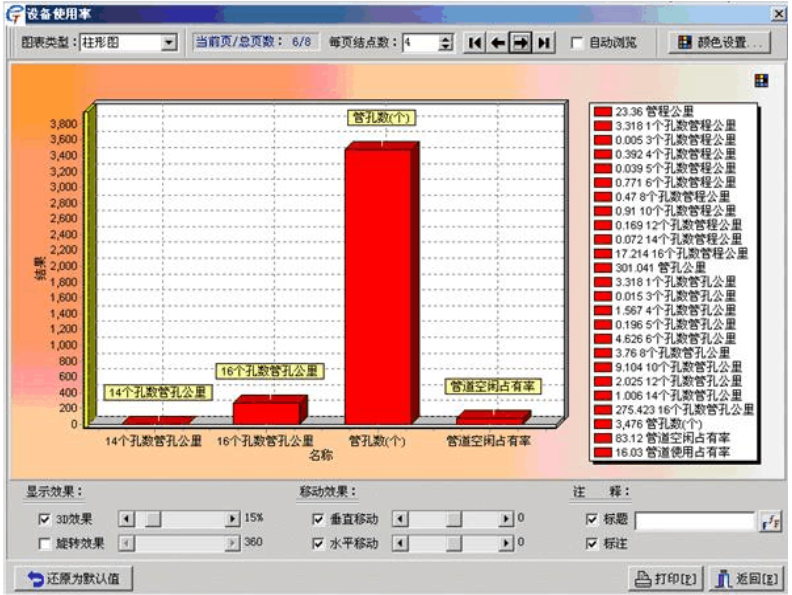 设备使用率
图表类型：柱形图 当前页/总页数： 6/8 每页结点数：4 自动浏览 颜色设置...
3,800
3,600
3,400
3,200
3,000
2,800
2,600
2,400
2,200
2,000
1,800
1,600
1,400
1,200
1,000
800
600
400
200
0
结果
管孔数(个)
16个孔数管孔公里
14个孔数管孔公里
管道空闲占有率
14个孔数管孔公里 16个孔数管孔公里 管孔数(个) 管道空闲占有率
名称
23.36 管程公里
3.318 1个孔数管程公里
0.005 3个孔数管程公里
0.392 4个孔数管程公里
0.039 5个孔数管程公里
0.771 6个孔数管程公里
0.47 8个孔数管程公里
0.91 10个孔数管程公里
0.169 12个孔数管程公里
0.072 14个孔数管程公里
17.214 16个孔数管程公里
301.041 管孔公里
3.318 1个孔数管孔公里
0.015 3个孔数管孔公里
1.567 4个孔数管孔公里
0.196 5个孔数管孔公里
4.626 6个孔数管孔公里
3.76 8个孔数管孔公里
9.104 10个孔数管孔公里
2.025 12个孔数管孔公里
1.006 14个孔数管孔公里
275.423 16个孔数管孔公里
3,476 管孔数(个)
83.12 管道空闲占有率
16.03 管道使用占有率
显示效果： 移动效果： 注 释：
3D效果 15% 垂直移动 0 标题
旋转效果 360 水平移动 0 标注
还原为默认值 打印[P] 返回[E]